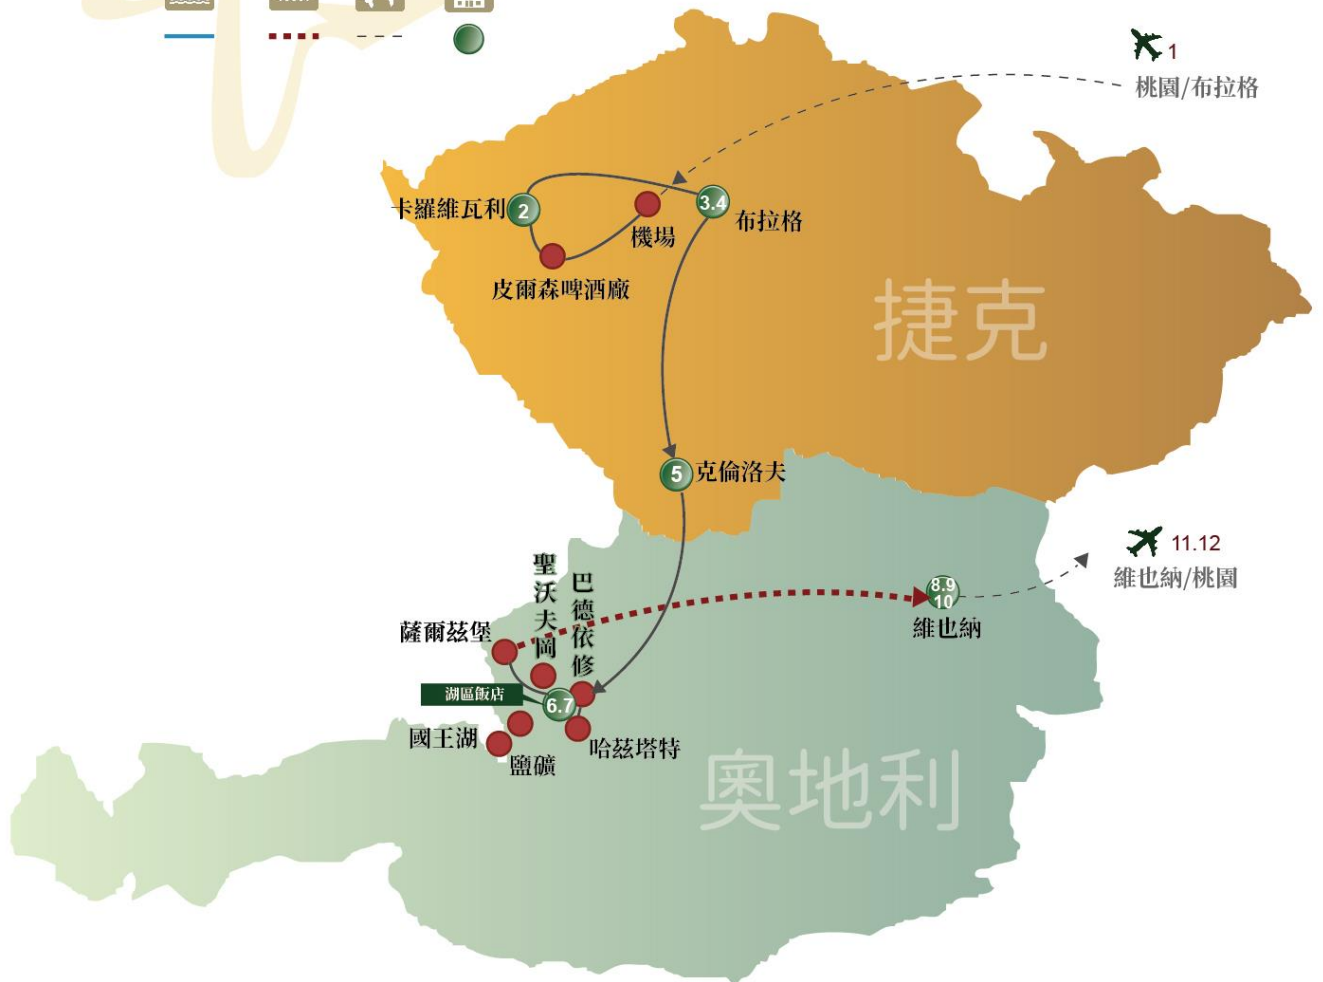 1
桃園/布拉格
卡羅維瓦利
2
機場
3.4
布拉格
皮爾森啤酒廠
捷克
5
克倫洛夫
11.12
維也納/桃園
聖沃夫岡
巴德依修
8.9
10
維也納
薩爾茲堡
湖區飯店
6.7
國王湖
鹽礦
哈茲塔特
奧地利